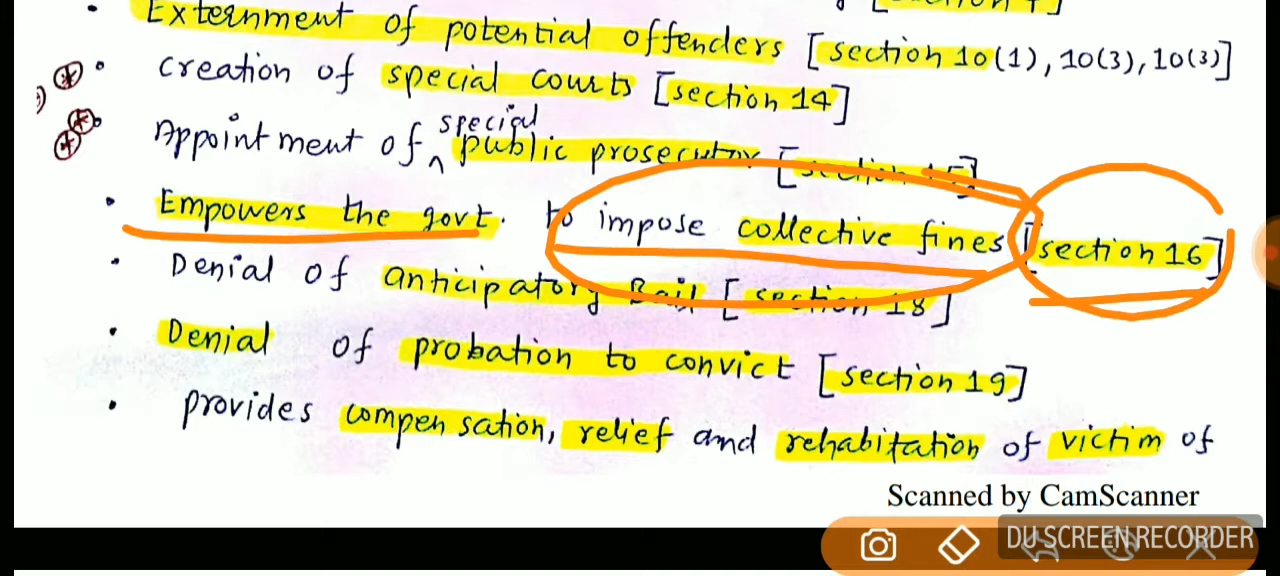 • Externment of potential offenders [section 10(1), 10(3), 10(3)]
• creation of special courts [section 14]
special
Appointment of ^ public prosecutor [section 15]
• Empowers the govt. to impose collective fines [section 16]
• Denial of anticipatory Bail [section 18]
• Denial of probation to convict [section 19]
• provides compensation, relief and rehabitation of victim of
Scanned by CamScanner
DU SCREEN RECORDER